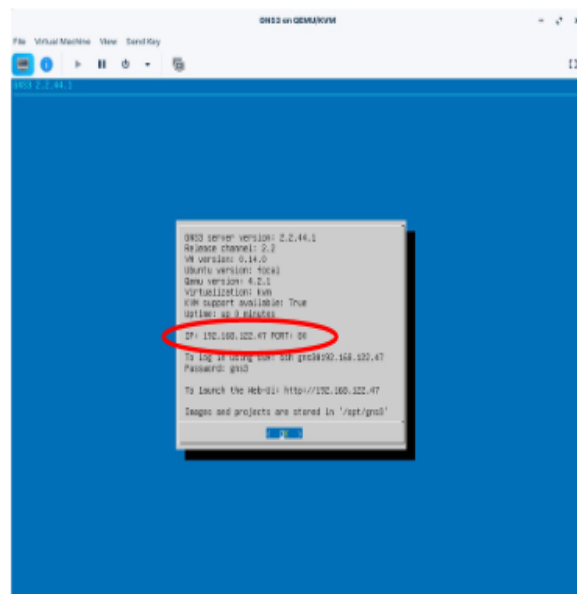 GNS3 on QEMU/KVM
File Virtual Machine View Send Key
GNS3 2.2.44.1
GNS3 server version: 2.2.44.1
Release channel: 2.2
VM version: 0.14.0
Ubuntu version: focal
Qemu version: 4.2.1
Virtualization: kvm
KVM support available: True
Uptime: up 0 minutes
IP: 192.168.122.47 PORT: 80
To log in using SSH: ssh gns3@192.168.122.47
Password: gns3
To launch the Web-Ui: http://192.168.122.47
Images and projects are stored in '/opt/gns3'